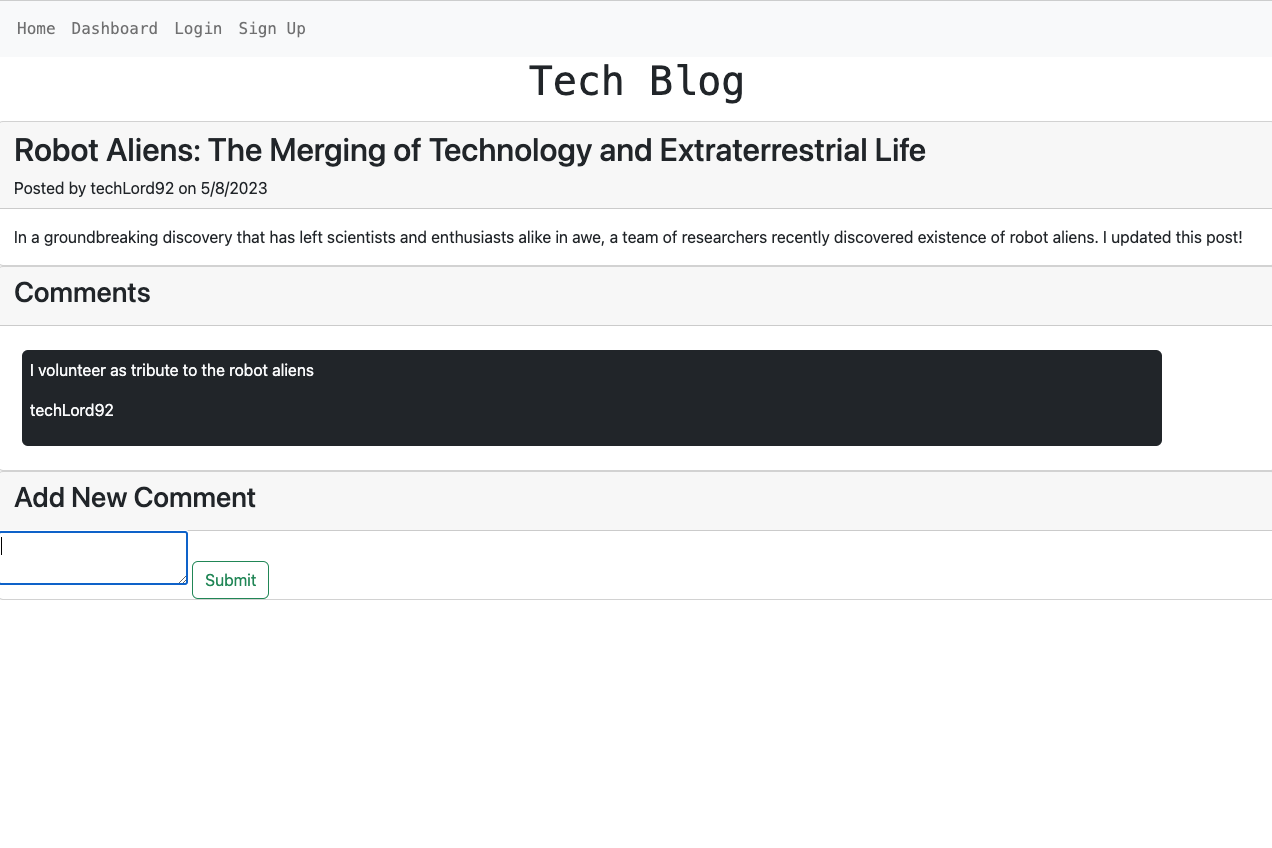 Home Dashboard Login Sign Up
Tech Blog
Robot Aliens: The Merging of Technology and Extraterrestrial Life
Posted by techLord92 on 5/8/2023
In a groundbreaking discovery that has left scientists and enthusiasts alike in awe, a team of researchers recently discovered existence of robot aliens. I updated this post!
Comments
I volunteer as tribute to the robot aliens
techLord92
Add New Comment
Submit